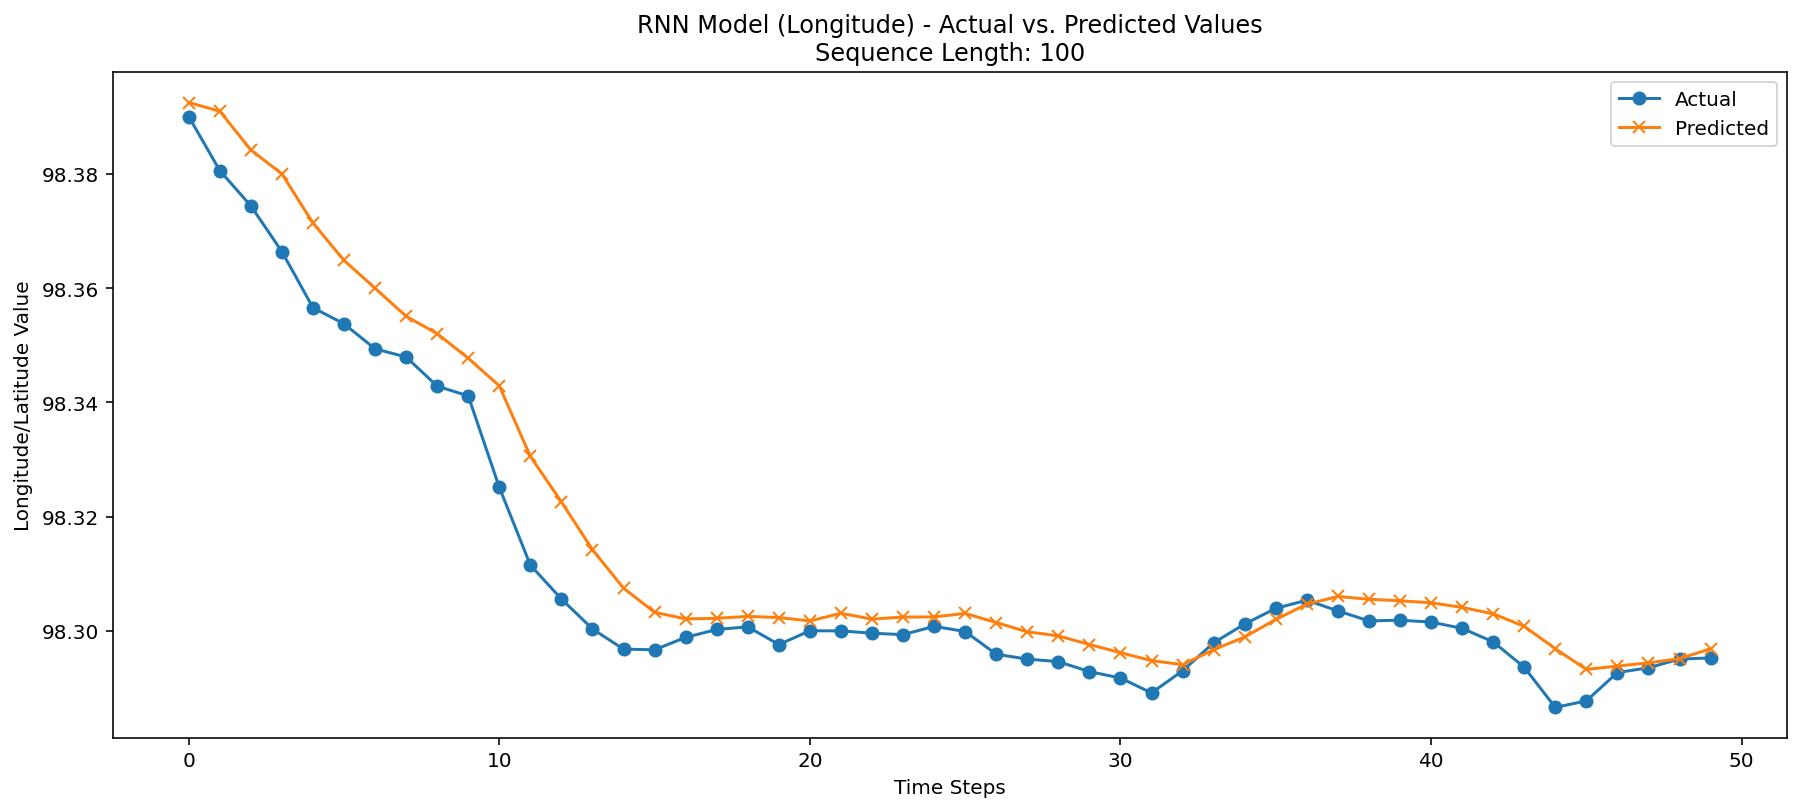 RNN Model (Longitude) - Actual vs. Predicted Values
Sequence Length: 100
Actual
Predicted
98.38
98.36
98.34
98.32
98.30
Longitude/Latitude Value
0
10
20
30
40
50
Time Steps